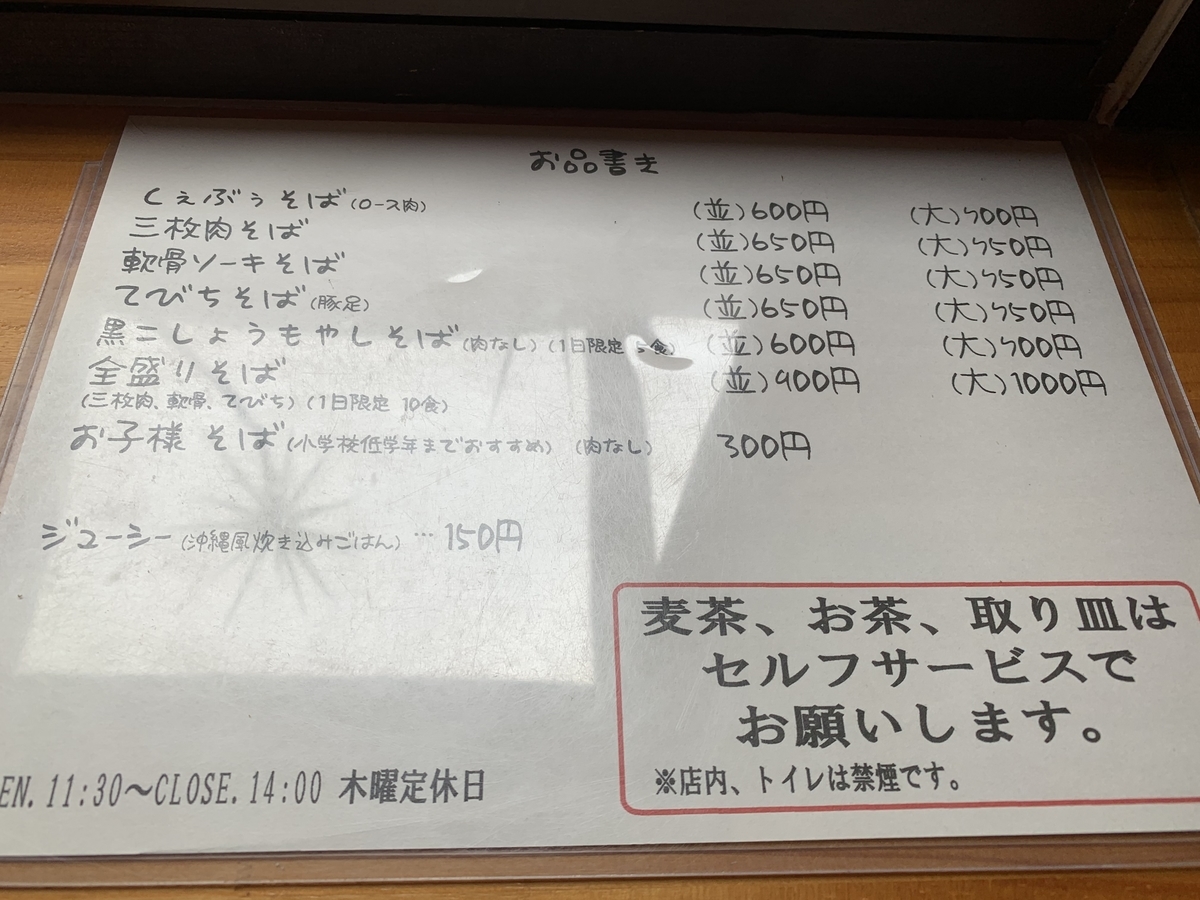 お品書き
くぇぶぅそば(ロース肉) (並)600円 (大)700円
三枚肉そば (並)650円 (大)750円
軟骨ソーキそば (並)650円 (大)750円
てびちそば(豚足) (並)650円 (大)750円
黒こしょうもやしそば(肉なし)(1日限定 5食) (並)600円 (大)700円
全盛りそば (並)900円 (大)1000円
(三枚肉、軟骨、てびち)(1日限定 10食)
お子様 そば(小学校低学年までおすすめ) (肉なし) 300円
ジューシー(沖縄風炊き込みごはん)…150円
麦茶、お茶、取り皿は
セルフサービスで
お願いします。
※店内、トイレは禁煙です。
EN. 11:30～CLOSE. 14:00 木曜定休日